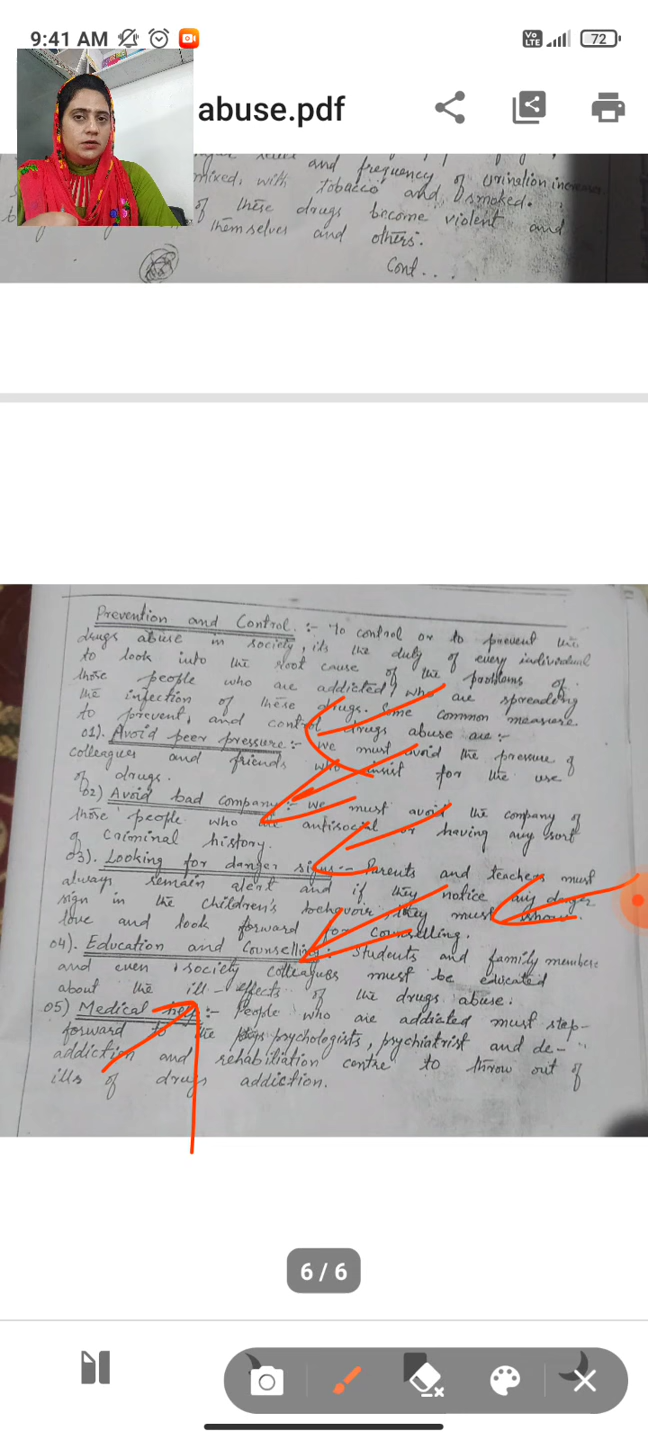 9:41 AM
Vo LTE
72
abuse.pdf
and frequency of urination increase
mixed, with tobacco and smoked.
of these drugs become violent and
themselves and others.
Cont...
Prevention and Control :- To control or to prevent the
drugs abuse in society, its the duty of every individual
to look into the root cause of the problems of
those people who are addicted, who are spreading
the infection of these drugs. Some common measure
to prevent, and control drugs abuse are :-
01). Avoid peer pressure :- We must avoid the pressure of
colleagues and friends who insist for the use
of drugs.
02) Avoid bad company :- we must avoid the company of
those people who are antisocial or having any sort
of Criminal history.
03). Looking for danger signs :- Parents and teachers must
always remain alert and if they notice any danger
sign in the children's behavoir, they must show
love and look forward for Counselling.
04). Education and Counselling :- Students and family members
and even society colleagues must be educated
about the ill-effects of the drugs abuse.
05) Medical help :- People who are addicted must step-
forward to the psychologists, psychiatrist and de-
addiction and rehabiliation centre to throw out of
ills of drugs addiction.
6 / 6